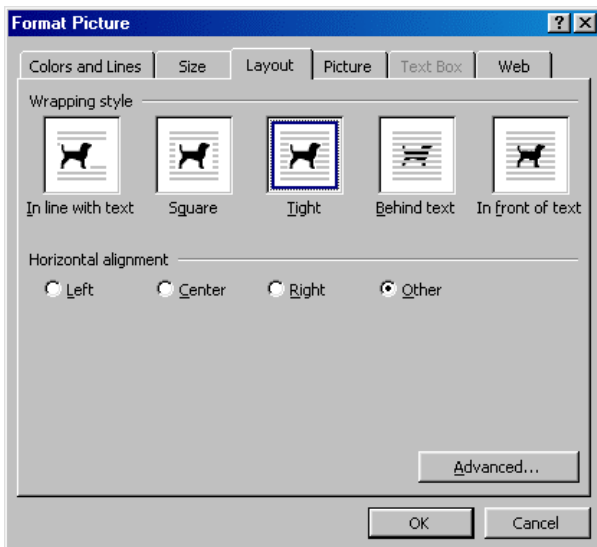 Format Picture
Colors and Lines Size Layout Picture Text Box Web
Wrapping style
In line with text Square Tight Behind text In front of text
Horizontal alignment
Left Center Right Other
Advanced...
OK Cancel